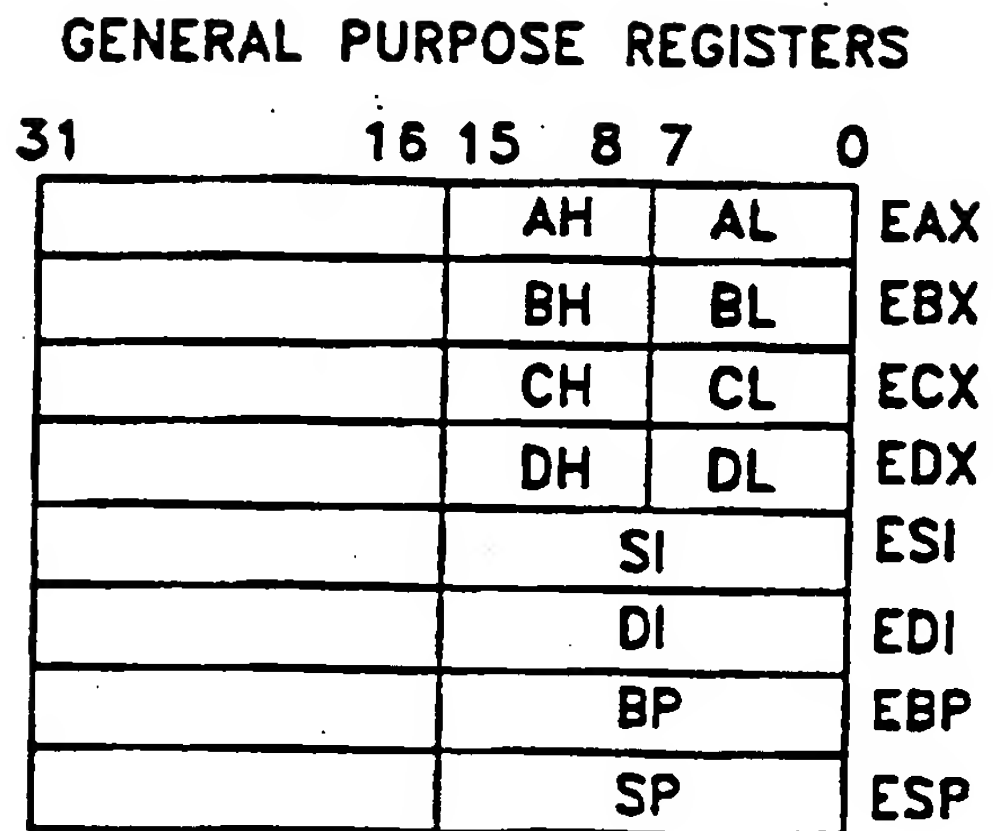 GENERAL PURPOSE REGISTERS
31 16 15 8 7 0
AH AL EAX
BH BL EBX
CH CL ECX
DH DL EDX
SI ESI
DI EDI
BP EBP
SP ESP